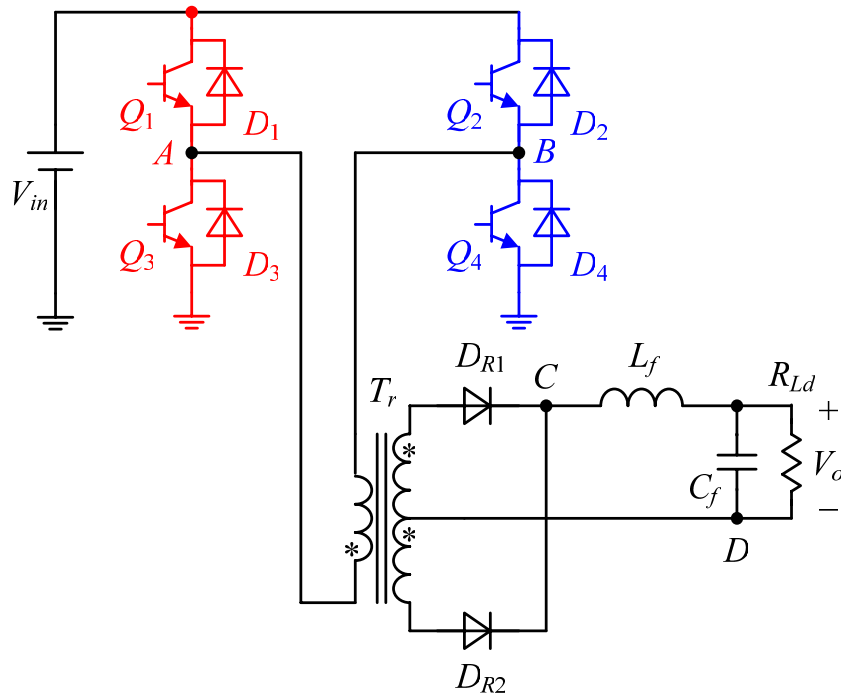 Q1
D1
Q2
D2
A
B
Vin
Q3
D3
Q4
D4
DR1
C
Lf
RLd
Tr
+
*
Cf
Vo
*
*
−
D
DR2